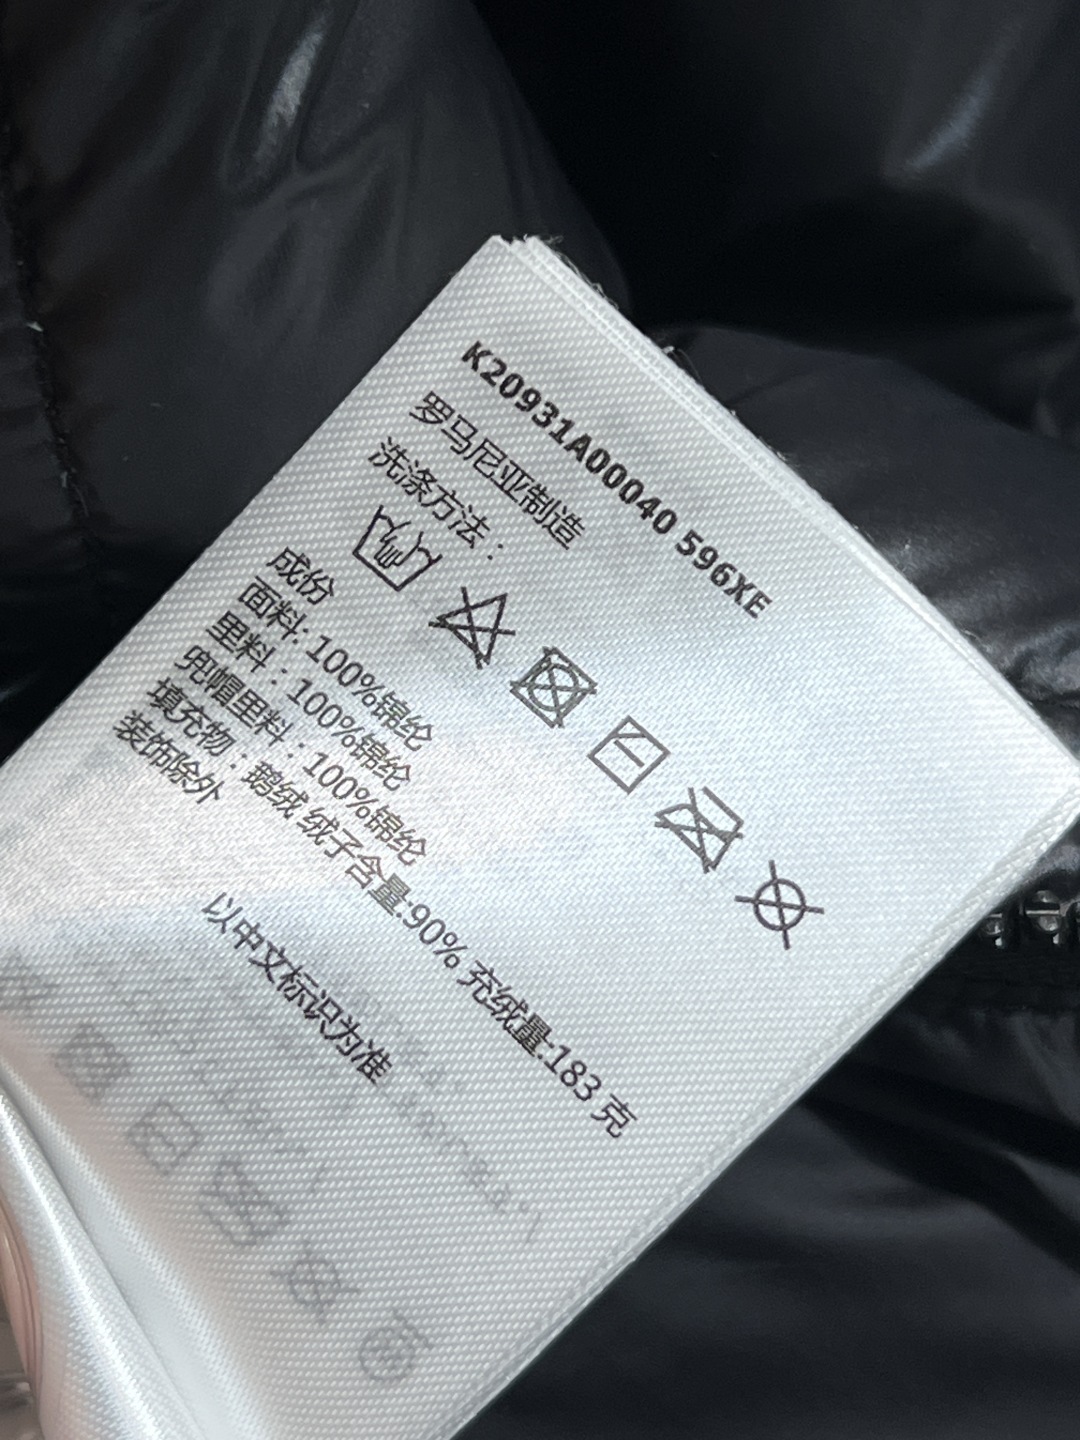 K20931A00040 596XE
罗马尼亚制造
洗涤方法：
成份
面料: 100%锦纶
里料：100%锦纶
兜帽里料：100%锦纶
填充物：鹅绒 绒子含量:90% 充绒量:183 克
装饰除外
以中文标识为准